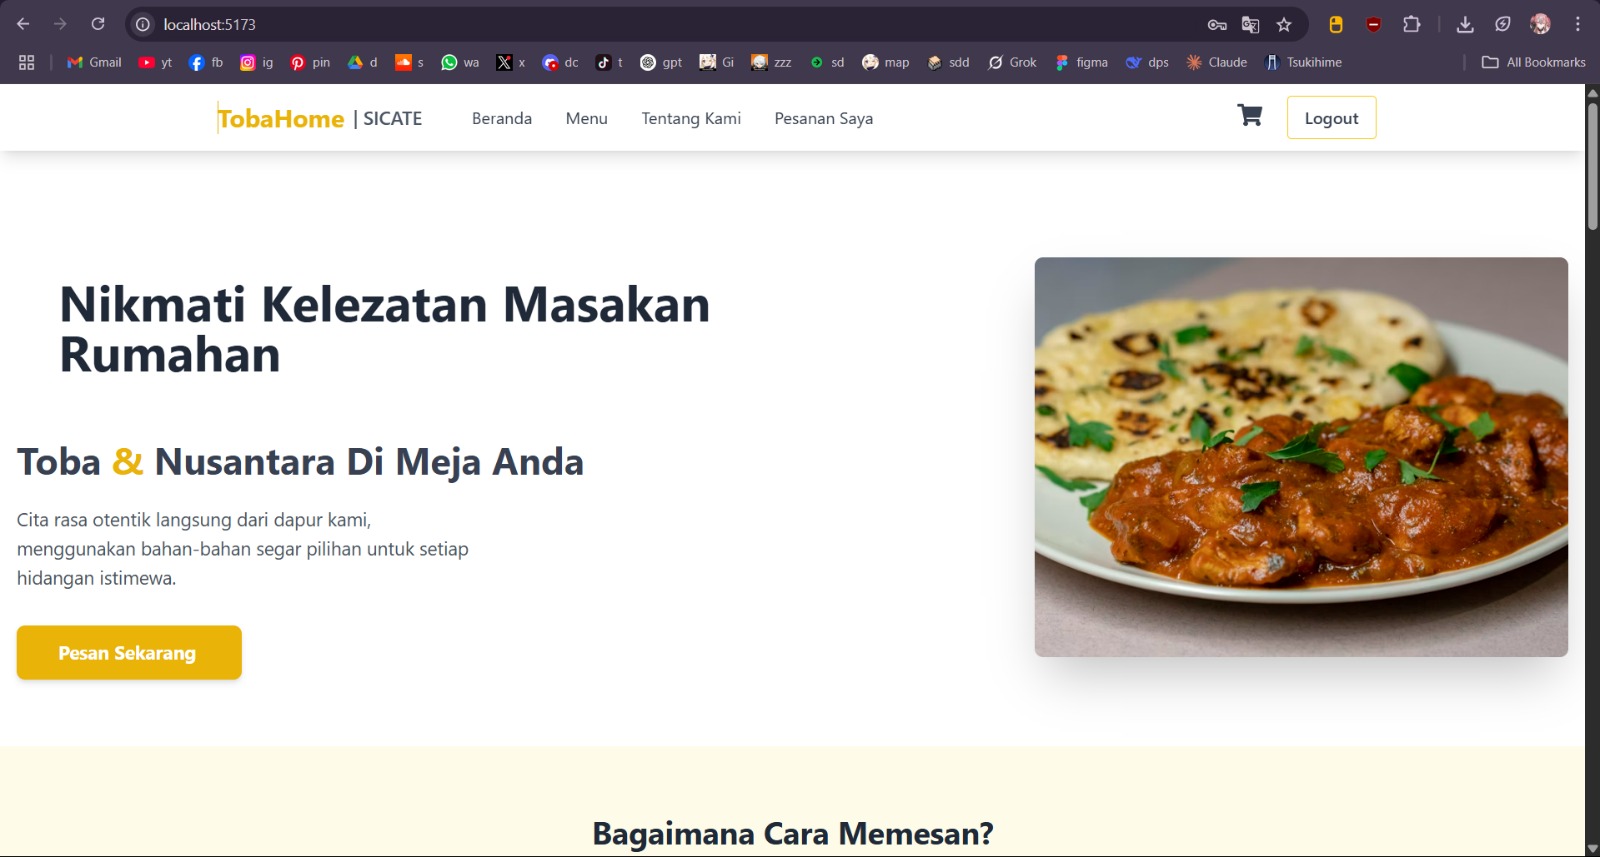 localhost:5173
Gmail yt fb ig pin d s wa x dc t gpt Gi zzz sd map sdd Grok figma dps Claude Tsukihime All Bookmarks
TobaHome | SICATE Beranda Menu Tentang Kami Pesanan Saya Logout
Nikmati Kelezatan Masakan
Rumahan
Toba & Nusantara Di Meja Anda
Cita rasa otentik langsung dari dapur kami,
menggunakan bahan-bahan segar pilihan untuk setiap
hidangan istimewa.
Pesan Sekarang
Bagaimana Cara Memesan?